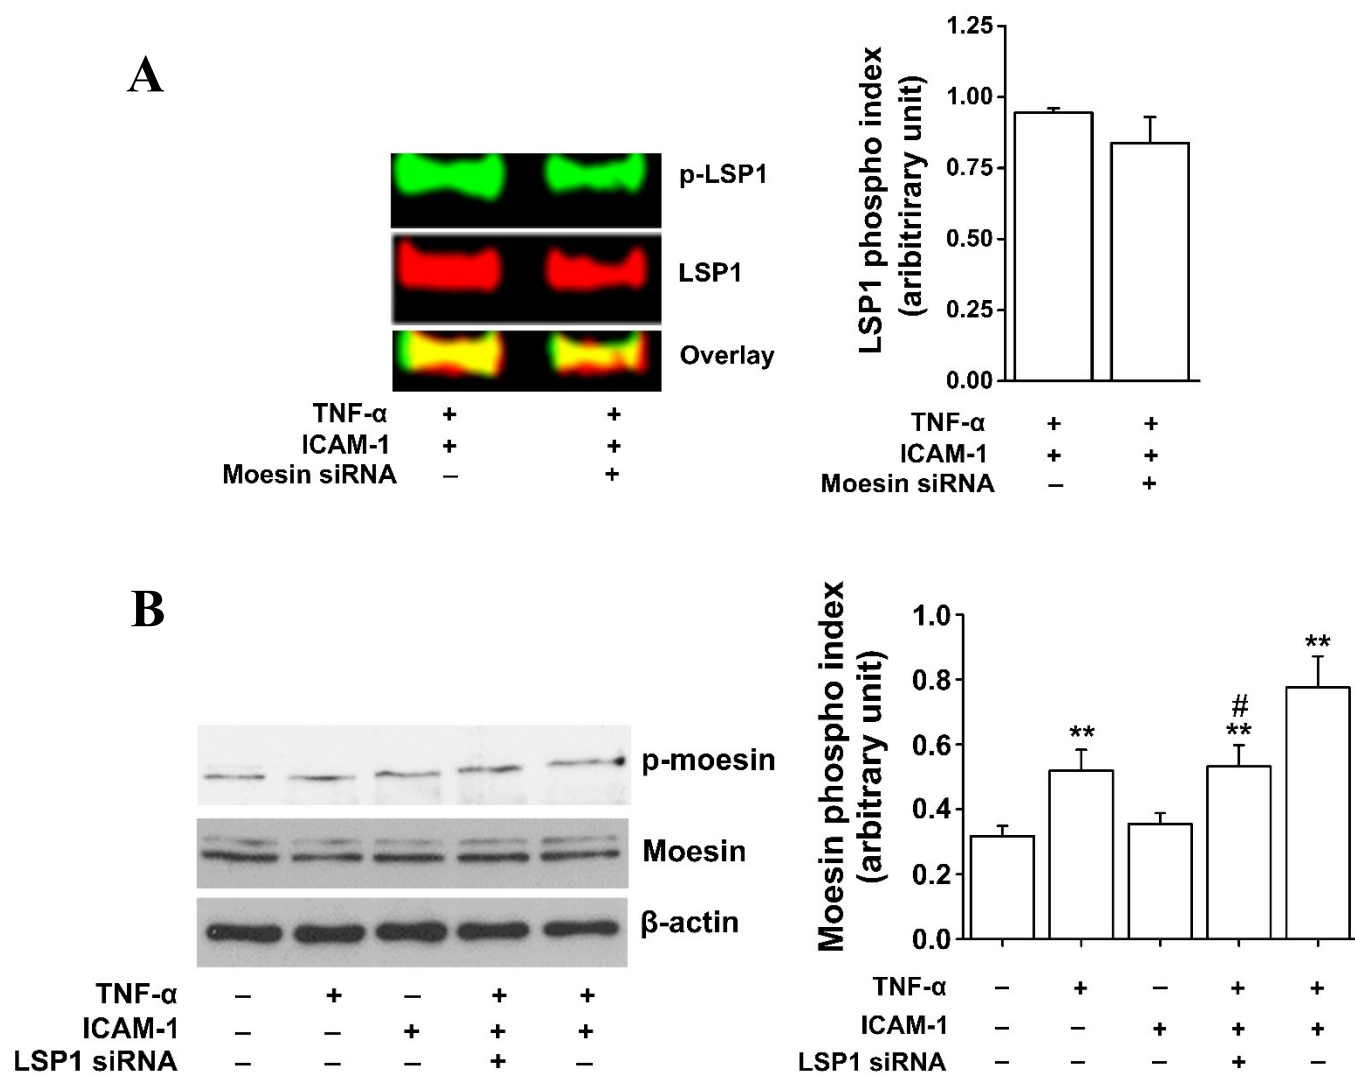 A
p-LSP1
LSP1
Overlay
TNF-α + +
ICAM-1 + +
Moesin siRNA – +
LSP1 phospho index
(aribitrirary unit)
1.25
1.00
0.75
0.50
0.25
0.00
TNF-α + +
ICAM-1 + +
Moesin siRNA – +
B
p-moesin
Moesin
β-actin
TNF-α – + – + +
ICAM-1 – – + + +
LSP1 siRNA – – – + –
Moesin phospho index
(arbitrary unit)
1.0
0.8
0.6
0.4
0.2
0.0
**
#
**
**
TNF-α – + – + +
ICAM-1 – – + + +
LSP1 siRNA – – – + –